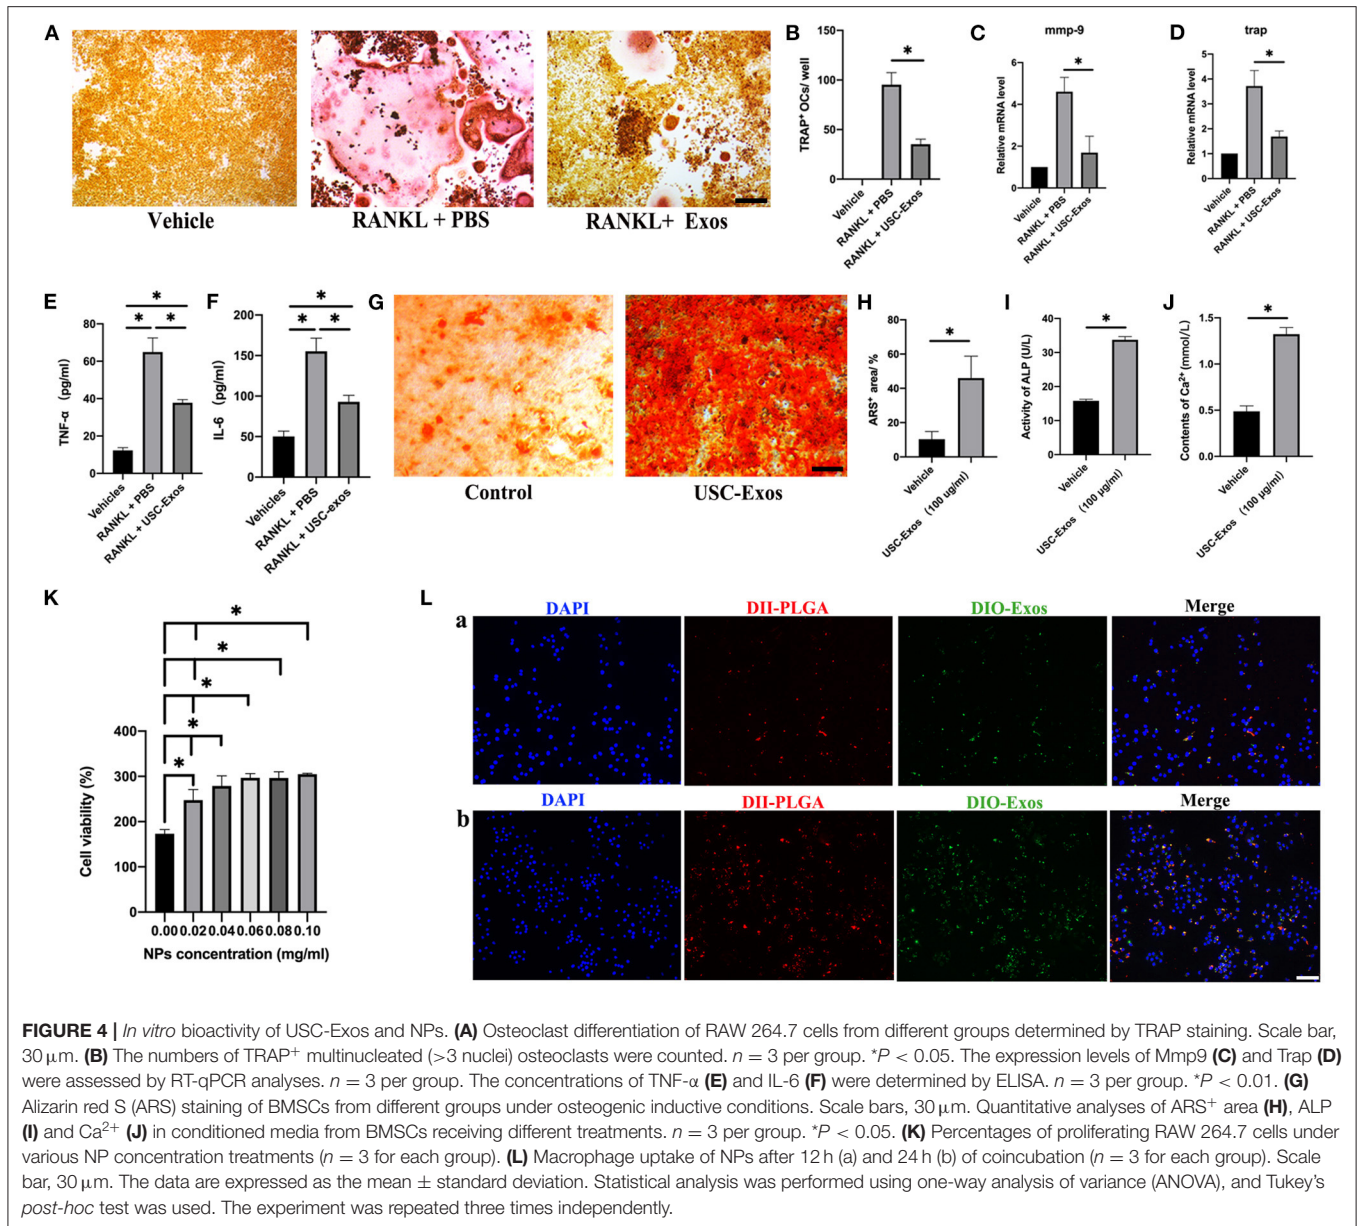 A
Vehicle
RANKL + PBS
RANKL+ Exos
B
TRAP⁺ OCs/ well
150
100
50
0
*
Vehicle
RANKL + PBS
RANKL + USC-Exos
C
mmp-9
Relative mRNA level
6
4
2
0
*
Vehicle
RANKL + PBS
RANKL + USC-Exos
D
trap
Relative mRNA level
5
4
3
2
1
0
*
Vehicle
RANKL + PBS
RANKL + USC-Exos
E
TNF-α (pg/ml)
80
60
40
20
0
*
* *
Vehicles
RANKL + PBS
RANKL + USC-Exos
F
IL-6 (pg/ml)
200
150
100
50
0
*
* *
Vehicles
RANKL + PBS
RANKL + USC-exos
G
Control
USC-Exos
H
ARS⁺ area/ %
80
60
40
20
0
*
Vehicle
USC-Exos (100 ug/ml)
I
Activity of ALP (U/L)
40
30
20
10
0
*
Vehicle
USC-Exos (100 μg/ml)
J
Contents of Ca²⁺ (mmol/L)
1.5
1.0
0.5
0.0
*
Vehicle
USC-Exos (100 μg/ml)
K
*
*
*
*
*
Cell viability (%)
400
300
200
100
0
0.00 0.02 0.04 0.06 0.08 0.10
NPs concentration (mg/ml)
L
DAPI DII-PLGA DIO-Exos Merge
a
DAPI DII-PLGA DIO-Exos Merge
b
FIGURE 4 | In vitro bioactivity of USC-Exos and NPs. (A) Osteoclast differentiation of RAW 264.7 cells from different groups determined by TRAP staining. Scale bar,
30 μm. (B) The numbers of TRAP⁺ multinucleated (>3 nuclei) osteoclasts were counted. n = 3 per group. *P < 0.05. The expression levels of Mmp9 (C) and Trap (D)
were assessed by RT-qPCR analyses. n = 3 per group. The concentrations of TNF-α (E) and IL-6 (F) were determined by ELISA. n = 3 per group. *P < 0.01. (G)
Alizarin red S (ARS) staining of BMSCs from different groups under osteogenic inductive conditions. Scale bars, 30 μm. Quantitative analyses of ARS⁺ area (H), ALP
(I) and Ca²⁺ (J) in conditioned media from BMSCs receiving different treatments. n = 3 per group. *P < 0.05. (K) Percentages of proliferating RAW 264.7 cells under
various NP concentration treatments (n = 3 for each group). (L) Macrophage uptake of NPs after 12 h (a) and 24 h (b) of coincubation (n = 3 for each group). Scale
bar, 30 μm. The data are expressed as the mean ± standard deviation. Statistical analysis was performed using one-way analysis of variance (ANOVA), and Tukey's
post-hoc test was used. The experiment was repeated three times independently.